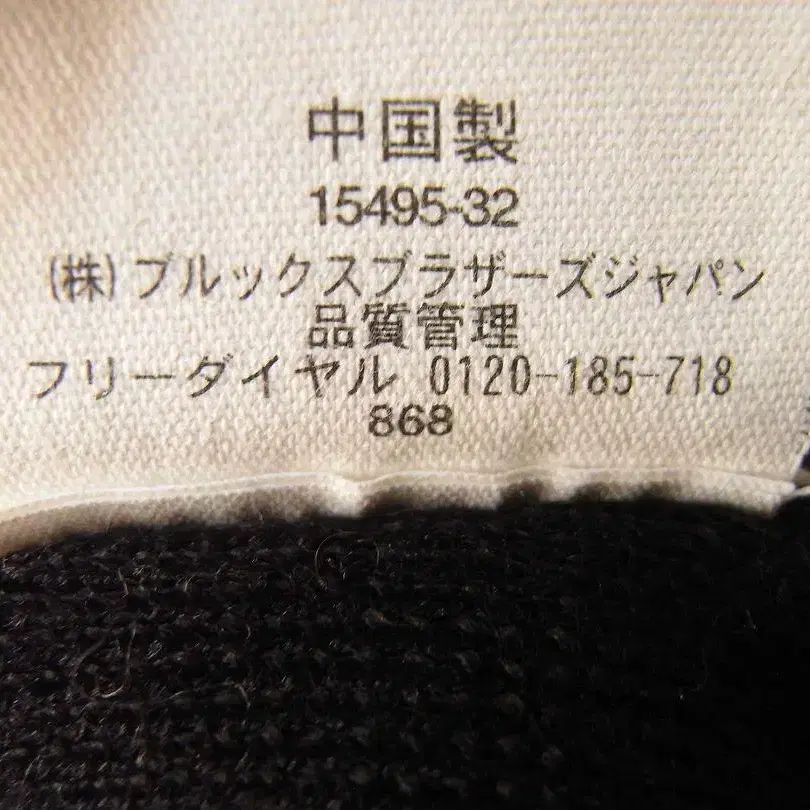 中国製
15495-32
(株)ブルックスブラザーズジャパン
品質管理
フリーダイヤル 0120-185-718
868